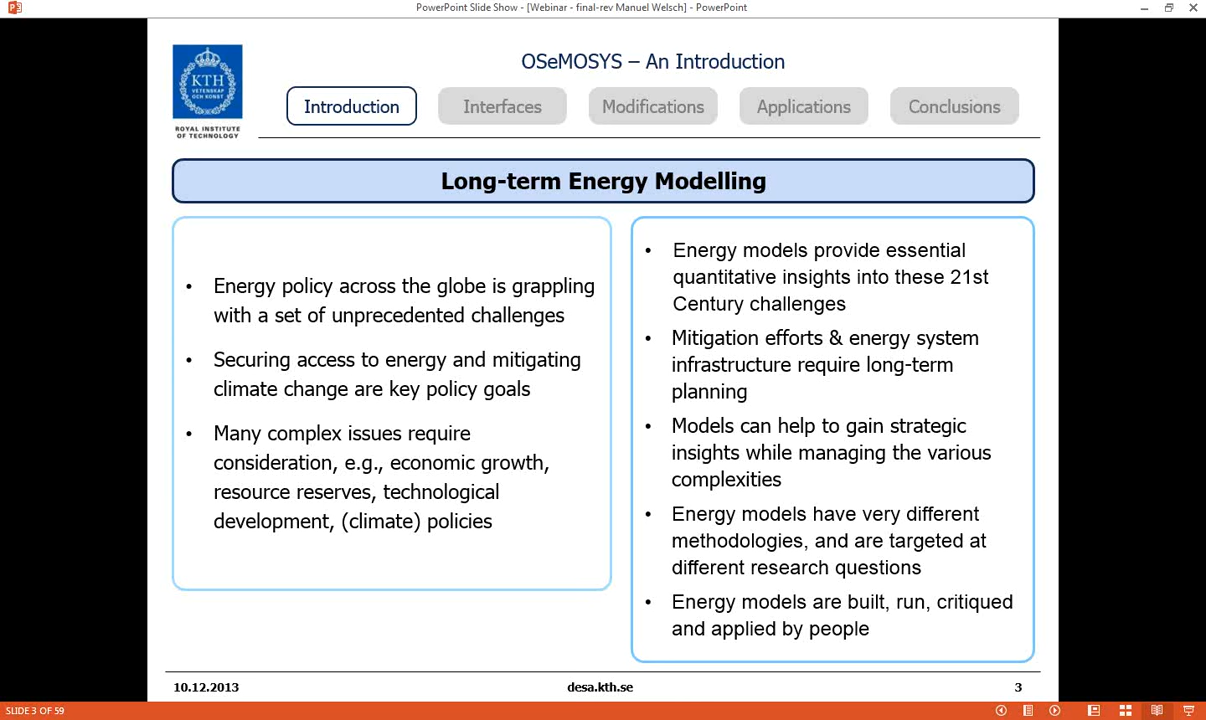 PowerPoint Slide Show - [Webinar - final-rev Manuel Welsch] - PowerPoint
KTH
VETENSKAP
OCH KONST
ROYAL INSTITUTE
OF TECHNOLOGY
OSeMOSYS – An Introduction
Introduction
Interfaces
Modifications
Applications
Conclusions
Long-term Energy Modelling
• Energy policy across the globe is grappling
with a set of unprecedented challenges
• Securing access to energy and mitigating
climate change are key policy goals
• Many complex issues require
consideration, e.g., economic growth,
resource reserves, technological
development, (climate) policies
• Energy models provide essential
quantitative insights into these 21st
Century challenges
• Mitigation efforts & energy system
infrastructure require long-term
planning
• Models can help to gain strategic
insights while managing the various
complexities
• Energy models have very different
methodologies, and are targeted at
different research questions
• Energy models are built, run, critiqued
and applied by people
10.12.2013
desa.kth.se
3
SLIDE 3 OF 59